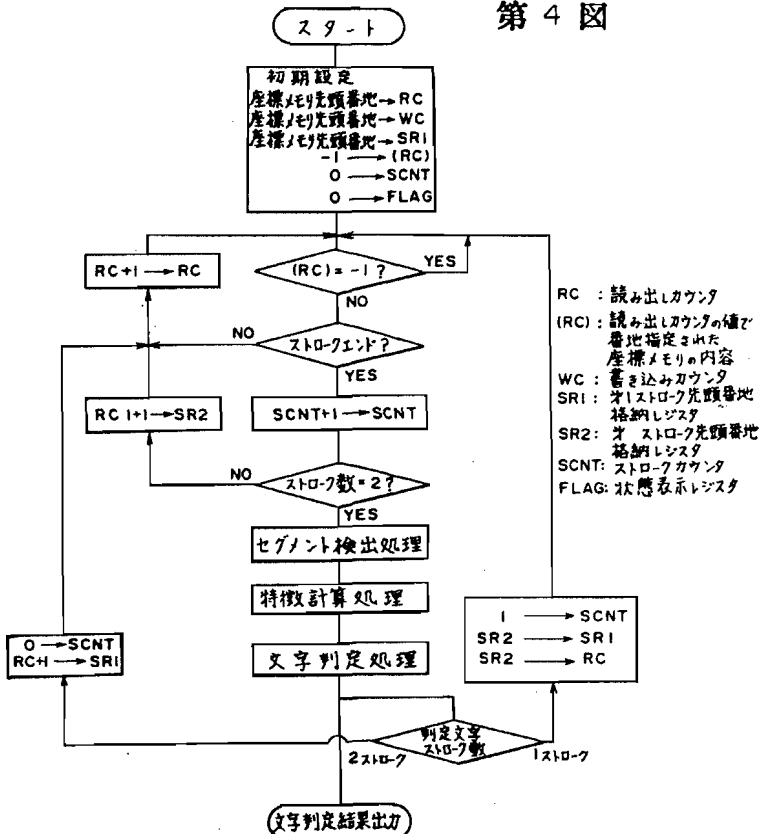 第 4 図
スタート
初期設定
座標メモリ先頭番地→RC
座標メモリ先頭番地→WC
座標メモリ先頭番地→SR1
-1→(RC)
0→SCNT
0→FLAG
RC+1→RC
(RC)=-1?
YES
NO
ストロークエンド?
NO
YES
RC 1+1→SR2
SCNT+1→SCNT
ストローク数=2?
NO
YES
セグメント検出処理
特徴計算処理
文字判定処理
0→SCNT
RC+1→SR1
1→SCNT
SR2→SR1
SR2→RC
判定文字
ストローク数
2ストローク
1ストローク
文字判定結果出力
RC:読み出しカウンタ
(RC):読み出しカウンタの値で
番地指定された
座標メモリの内容
WC:書き込みカウンタ
SR1:才1ストローク先頭番地
格納レジスタ
SR2:才 ストローク先頭番地
格納レジスタ
SCNT:ストロークカウンタ
FLAG:状態表示レジスタ